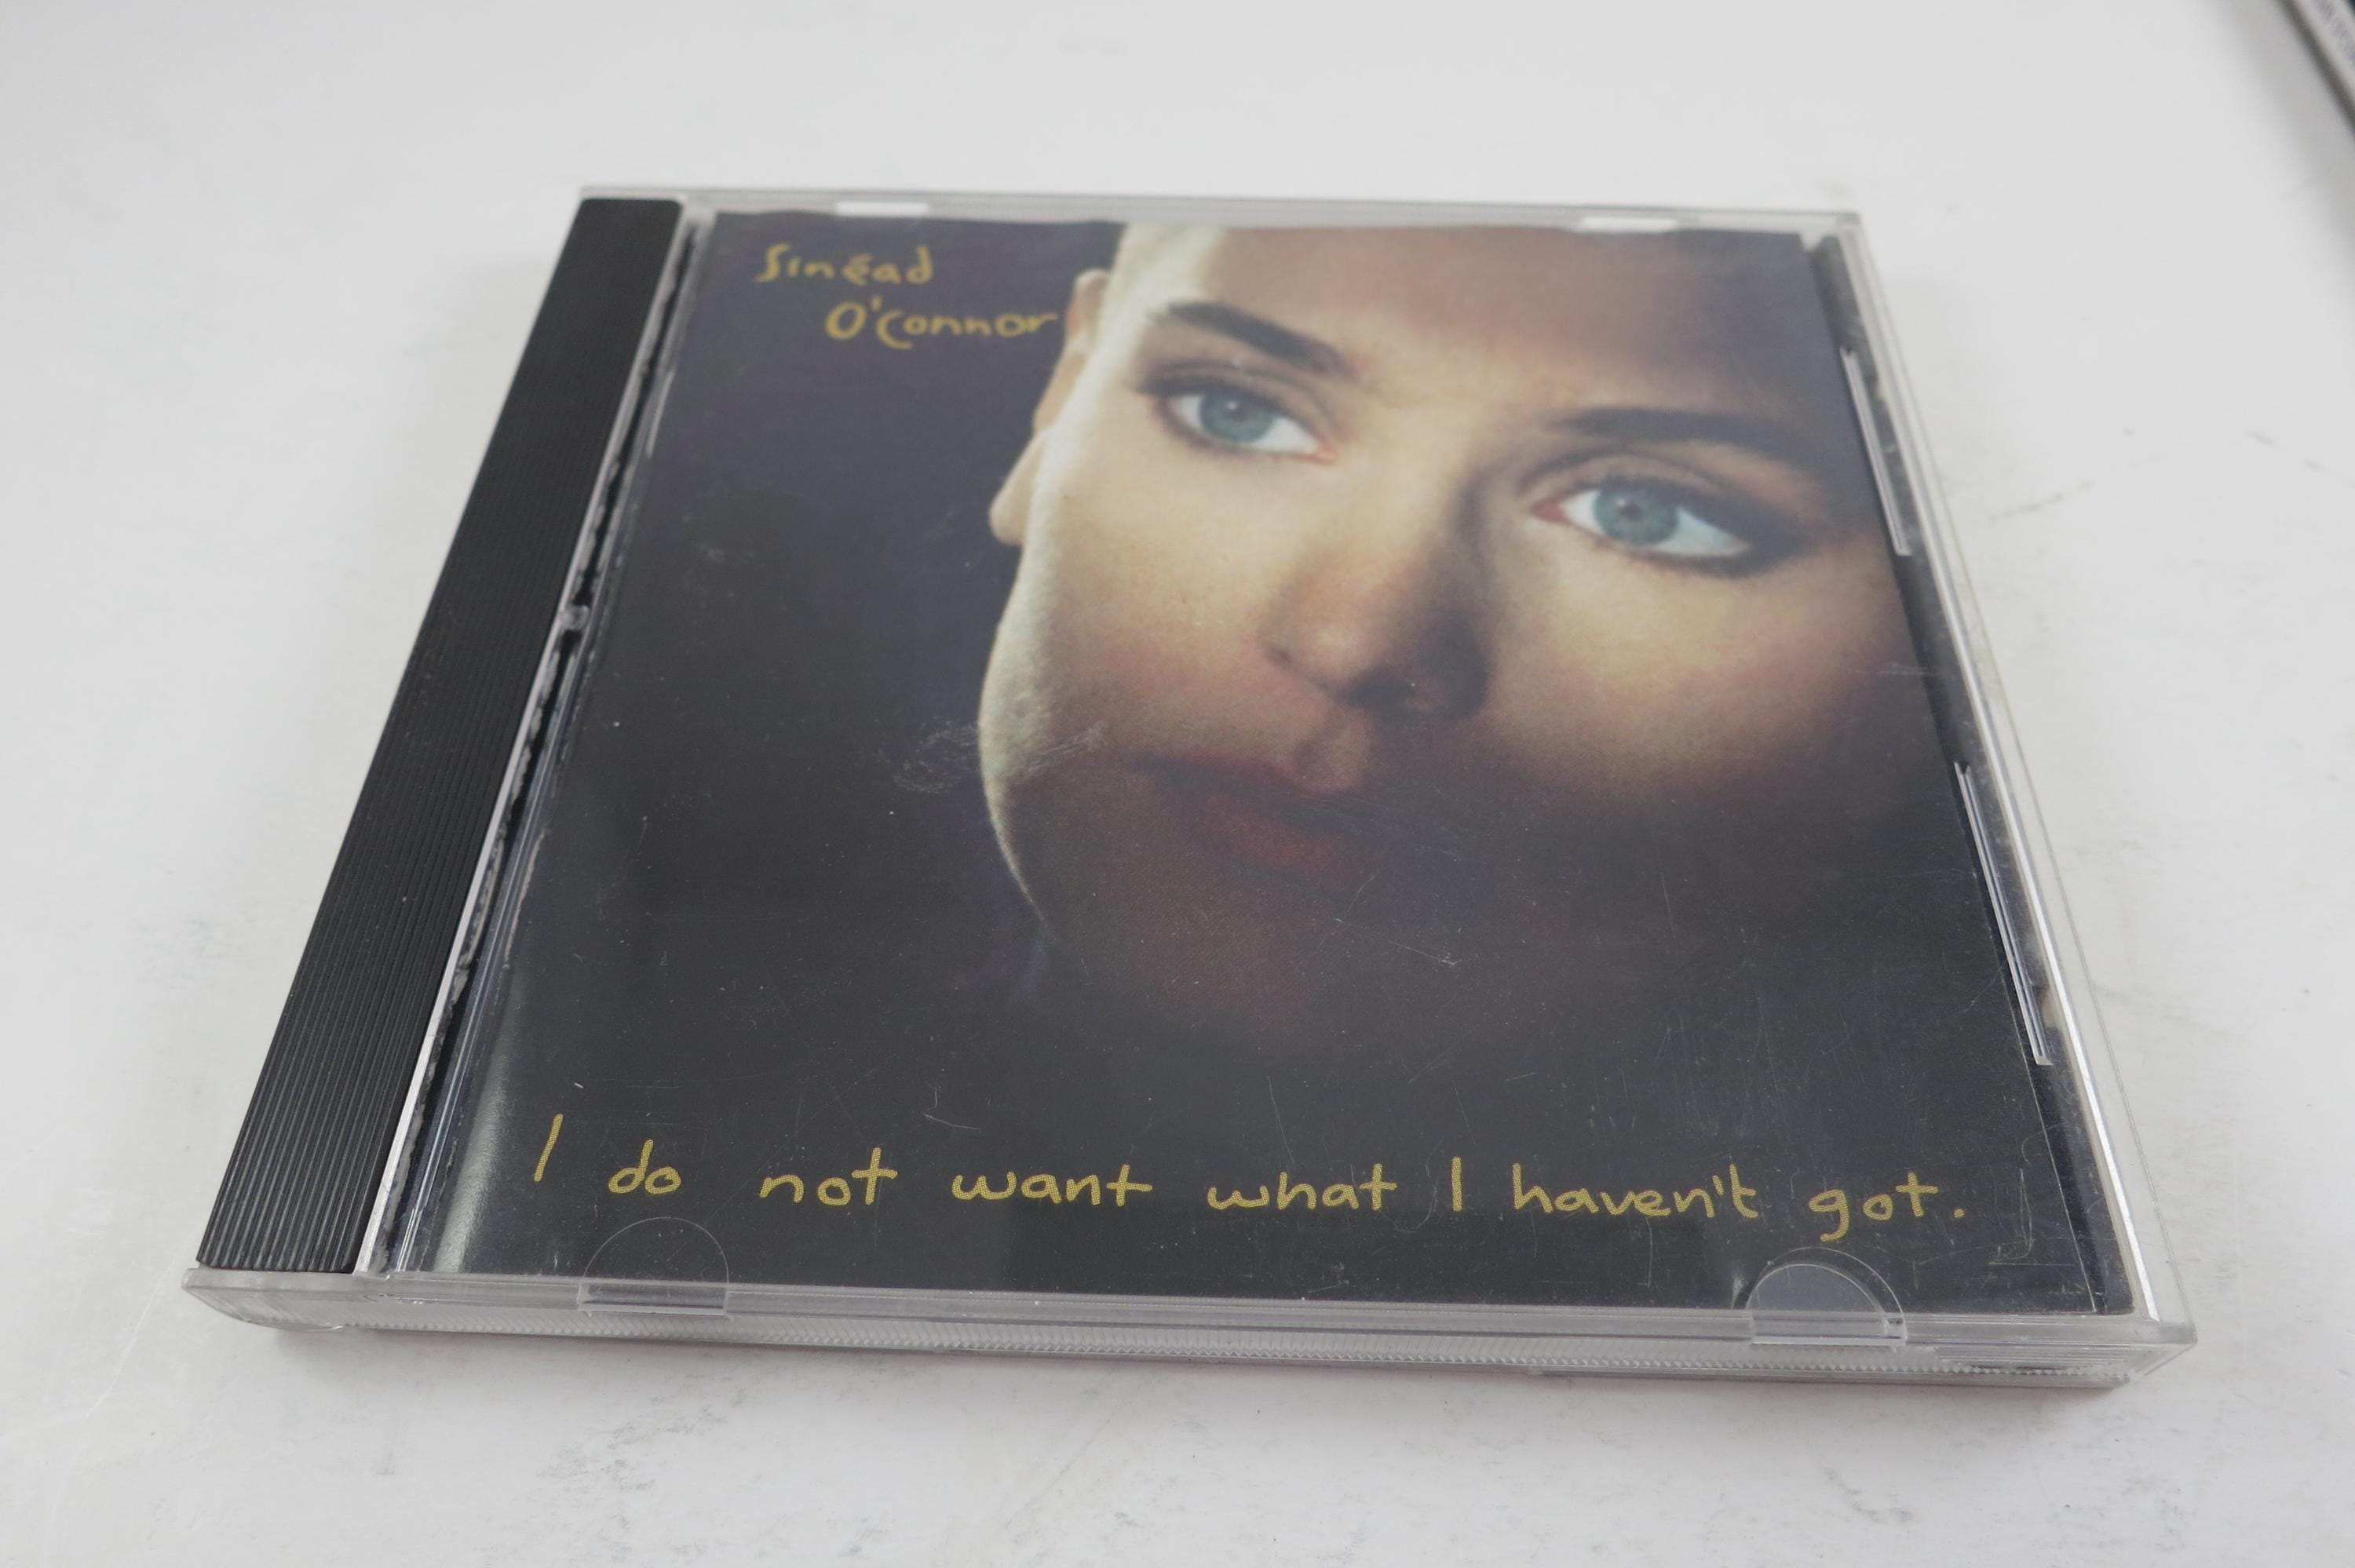 Sinéad
O'Connor
I do not want what I haven't got.